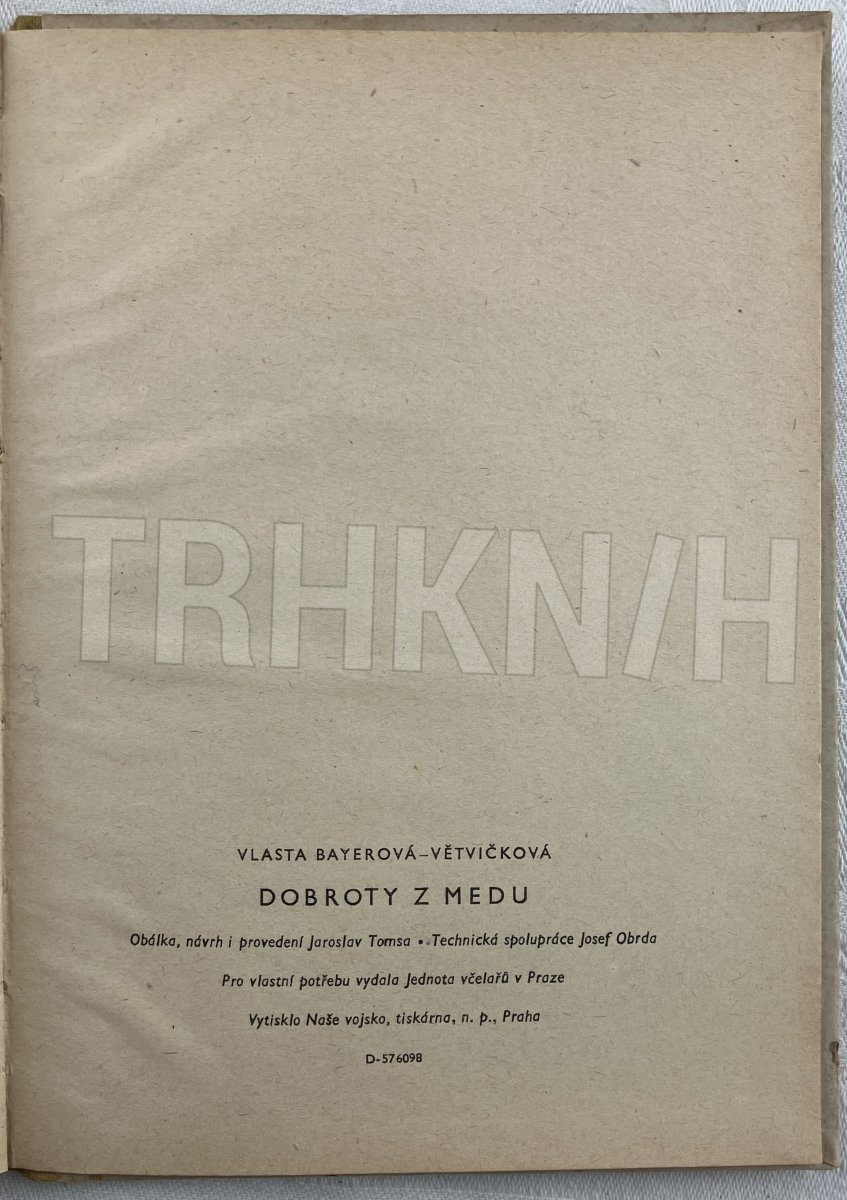 TRHKNIH
VLASTA BAYEROVÁ–VĚTVIČKOVÁ
DOBROTY Z MEDU
Obálka, návrh i provedení Jaroslav Tomsa • Technická spolupráce Josef Obrda
Pro vlastní potřebu vydala Jednota včelařů v Praze
Vytisklo Naše vojsko, tiskárna, n. p., Praha
D-576098